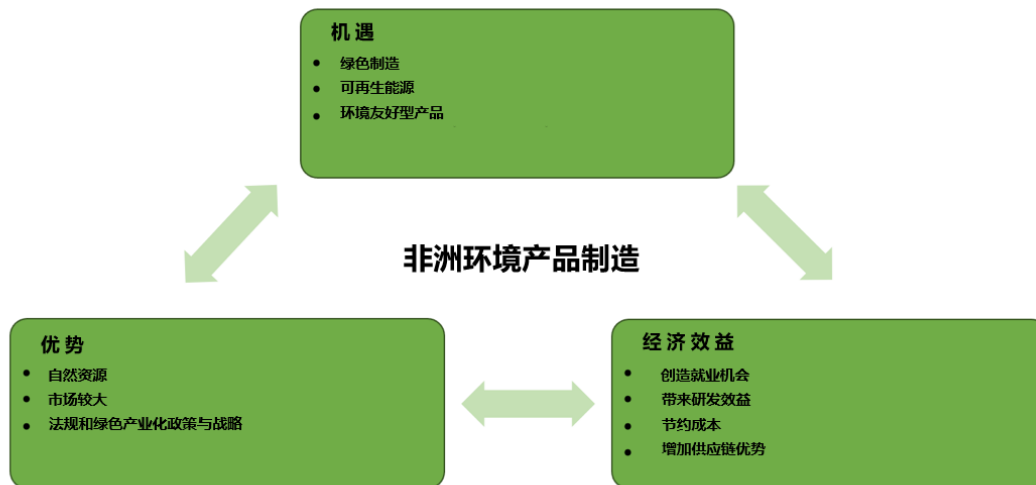 机遇
• 绿色制造
• 可再生能源
• 环境友好型产品
非洲环境产品制造
优势
• 自然资源
• 市场较大
• 法规和绿色产业化政策与战略
经济效益
• 创造就业机会
• 带来研发效益
• 节约成本
• 增加供应链优势